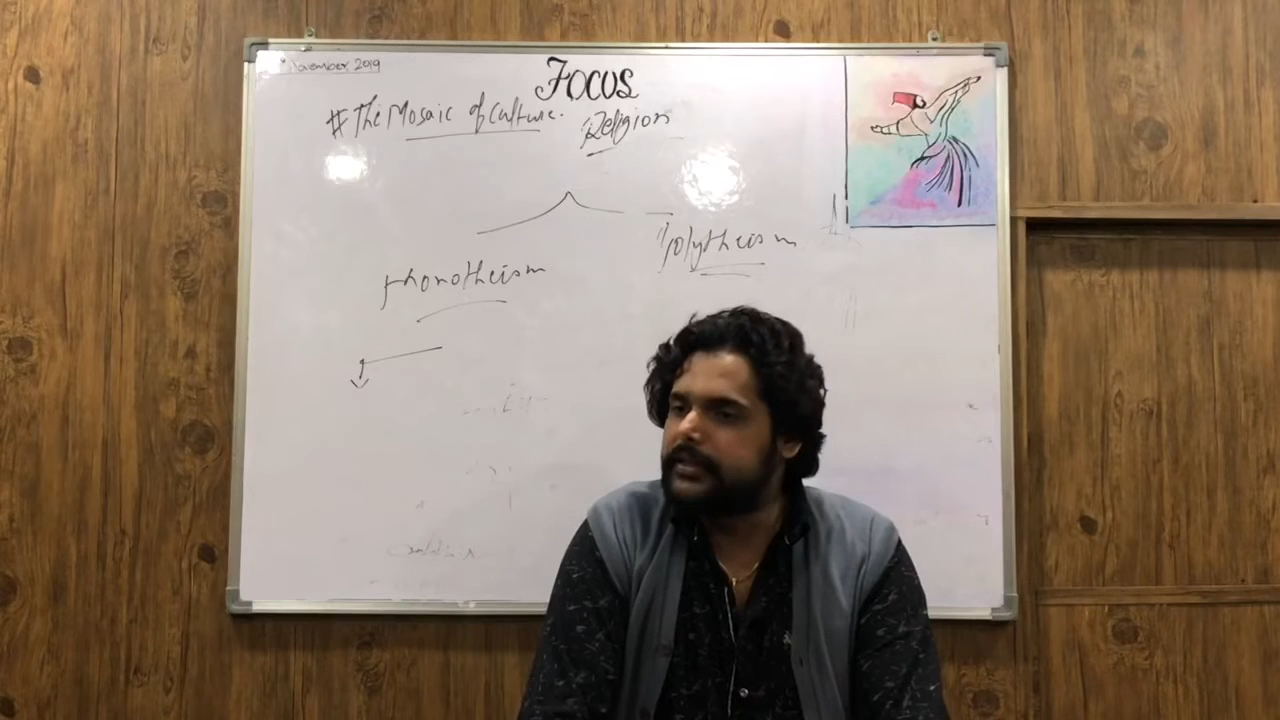 November, 2019
FOCUS
# The Mosaic of Culture.
Religion
Monotheism
Polytheism